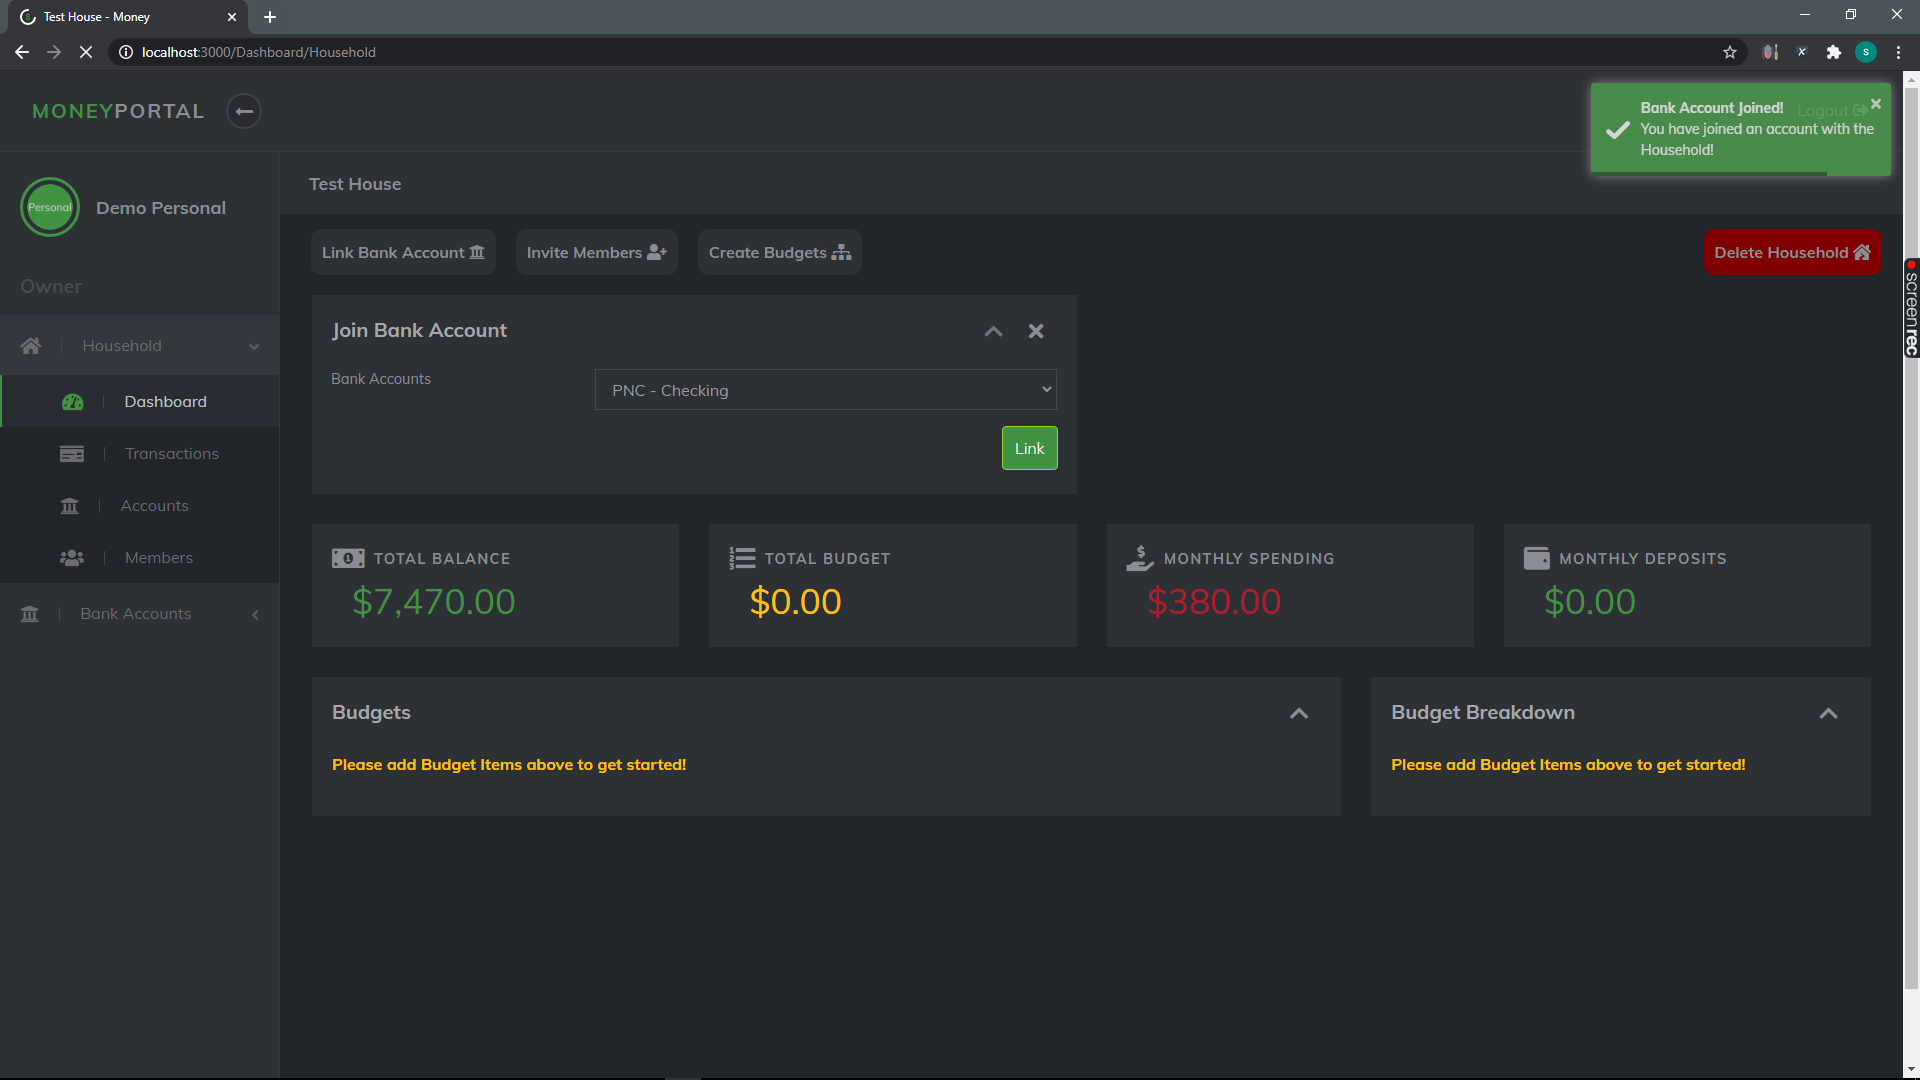 Test House - Money
localhost:3000/Dashboard/Household
S
MONEYPORTAL
Logout
Bank Account Joined!
You have joined an account with the
Household!
Personal
Demo Personal
Test House
Owner
Link Bank Account
Invite Members
Create Budgets
Delete Household
screenrec
Household
Dashboard
Transactions
Accounts
Members
Bank Accounts
Join Bank Account
Bank Accounts
PNC - Checking
Link
TOTAL BALANCE
$7,470.00
TOTAL BUDGET
$0.00
MONTHLY SPENDING
$380.00
MONTHLY DEPOSITS
$0.00
Budgets
Please add Budget Items above to get started!
Budget Breakdown
Please add Budget Items above to get started!